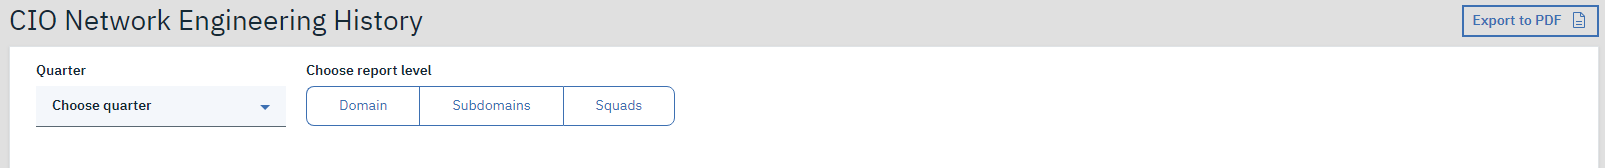 CIO Network Engineering History
Export to PDF
Quarter
Choose report level
Choose quarter
Domain
Subdomains
Squads